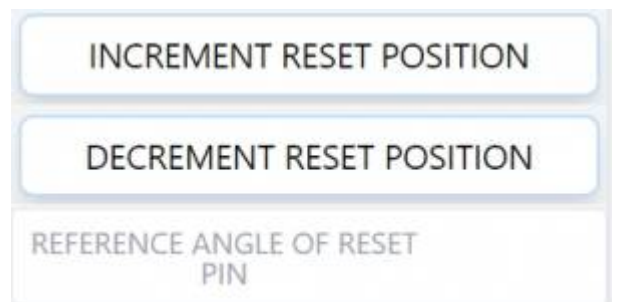 INCREMENT RESET POSITION
DECREMENT RESET POSITION
REFERENCE ANGLE OF RESET
PIN